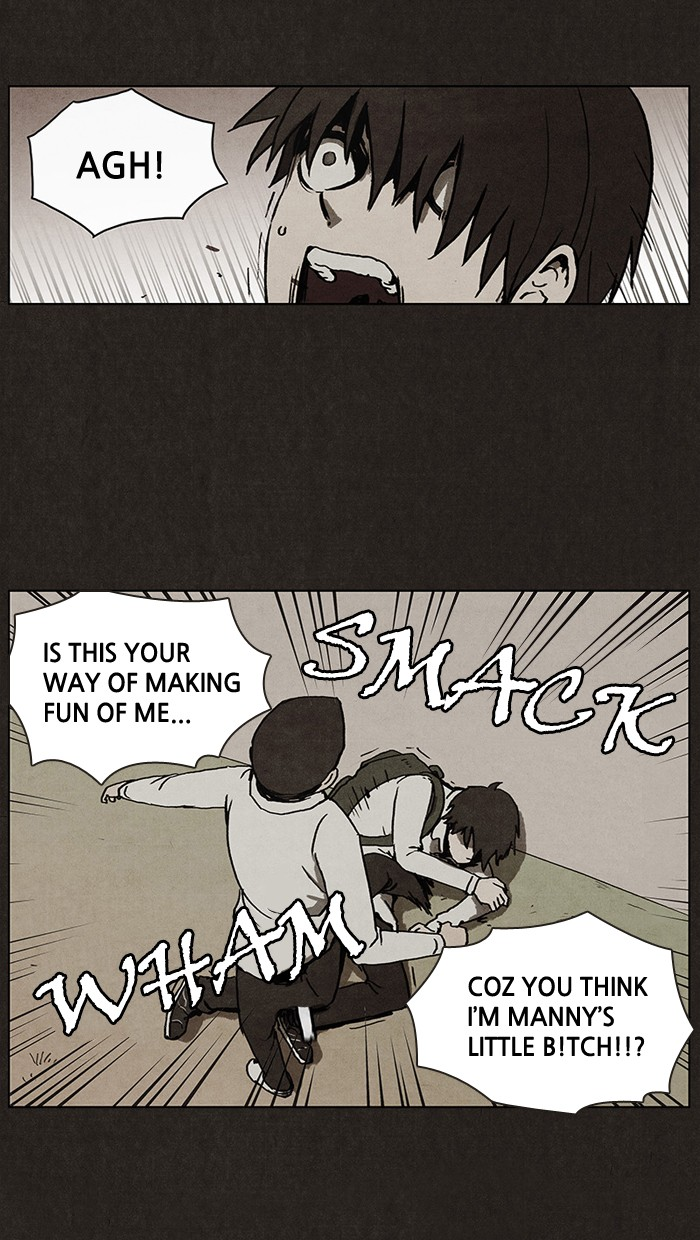 AGH!
IS THIS YOUR
WAY OF MAKING
FUN OF ME...
SMACK
WHAM
COZ YOU THINK
I'M MANNY'S
LITTLE B!TCH!!?